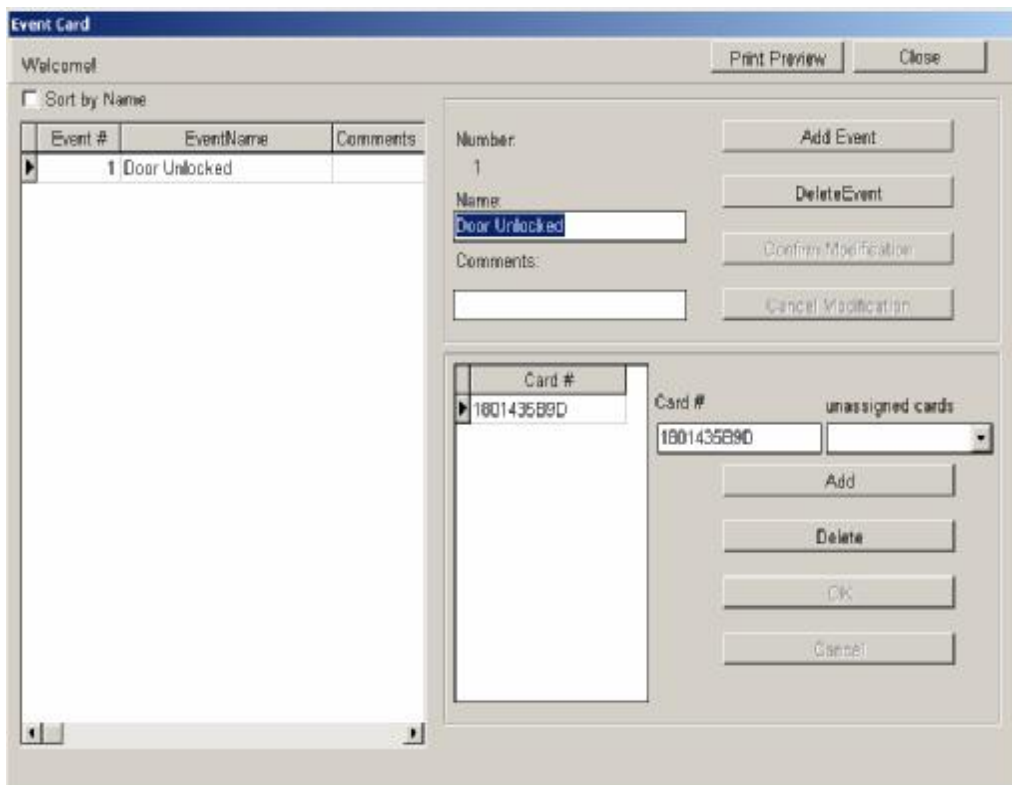 Event Card
Welcome!
Print Preview
Close
Sort by Name
Event # EventName Comments
1 Door Unlocked
Number:
1
Name:
Door Unlocked
Comments:
Add Event
DeleteEvent
Confirm Modification
Cancel Modification
Card #
1801435B9D
Card #
unassigned cards
1801435B9D
Add
Delete
OK
Cancel